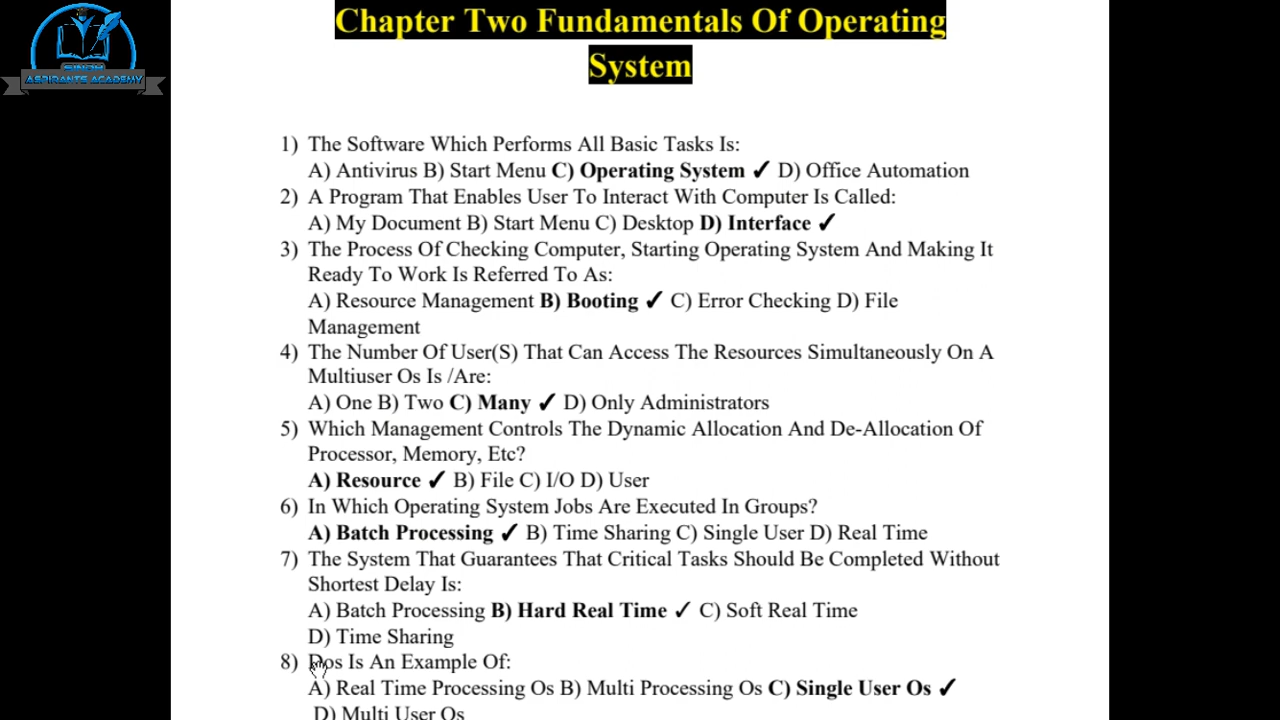 SINDH
ASPIRANTS ACADEMY
Chapter Two Fundamentals Of Operating
System
1) The Software Which Performs All Basic Tasks Is:
A) Antivirus B) Start Menu C) Operating System ✓ D) Office Automation
2) A Program That Enables User To Interact With Computer Is Called:
A) My Document B) Start Menu C) Desktop D) Interface ✓
3) The Process Of Checking Computer, Starting Operating System And Making It
Ready To Work Is Referred To As:
A) Resource Management B) Booting ✓ C) Error Checking D) File
Management
4) The Number Of User(S) That Can Access The Resources Simultaneously On A
Multiuser Os Is /Are:
A) One B) Two C) Many ✓ D) Only Administrators
5) Which Management Controls The Dynamic Allocation And De-Allocation Of
Processor, Memory, Etc?
A) Resource ✓ B) File C) I/O D) User
6) In Which Operating System Jobs Are Executed In Groups?
A) Batch Processing ✓ B) Time Sharing C) Single User D) Real Time
7) The System That Guarantees That Critical Tasks Should Be Completed Without
Shortest Delay Is:
A) Batch Processing B) Hard Real Time ✓ C) Soft Real Time
D) Time Sharing
8) Dos Is An Example Of:
A) Real Time Processing Os B) Multi Processing Os C) Single User Os ✓
D) Multi User Os